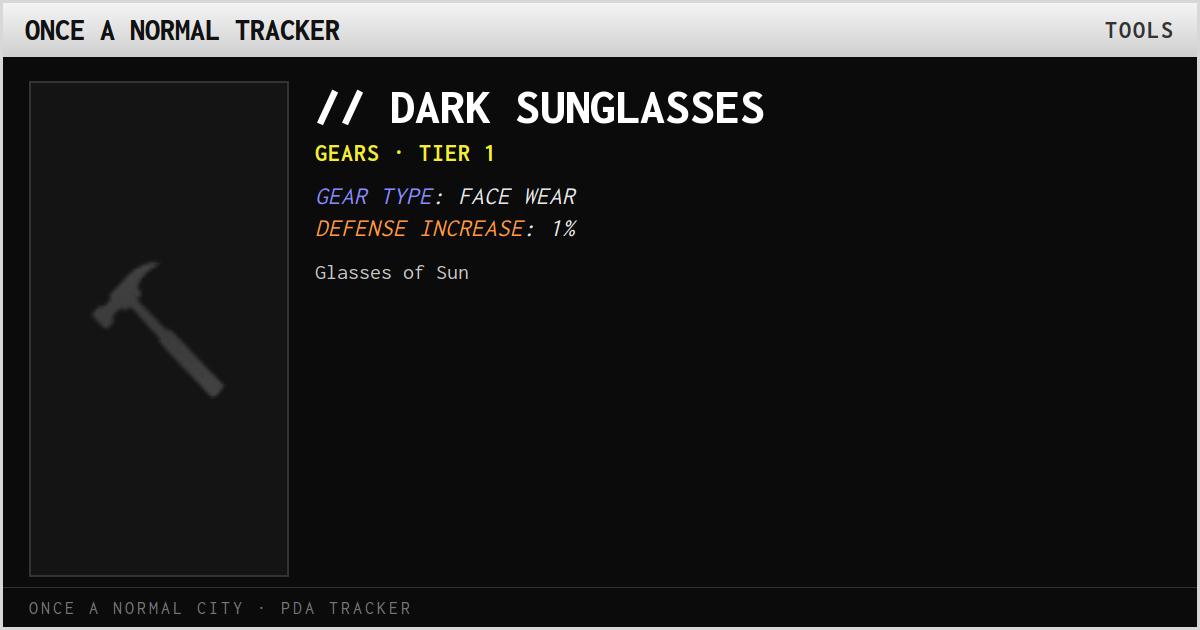 ONCE A NORMAL TRACKER
TOOLS
// DARK SUNGLASSES
GEARS · TIER 1
GEAR TYPE: FACE WEAR
DEFENSE INCREASE: 1%
Glasses of Sun
ONCE A NORMAL CITY · PDA TRACKER